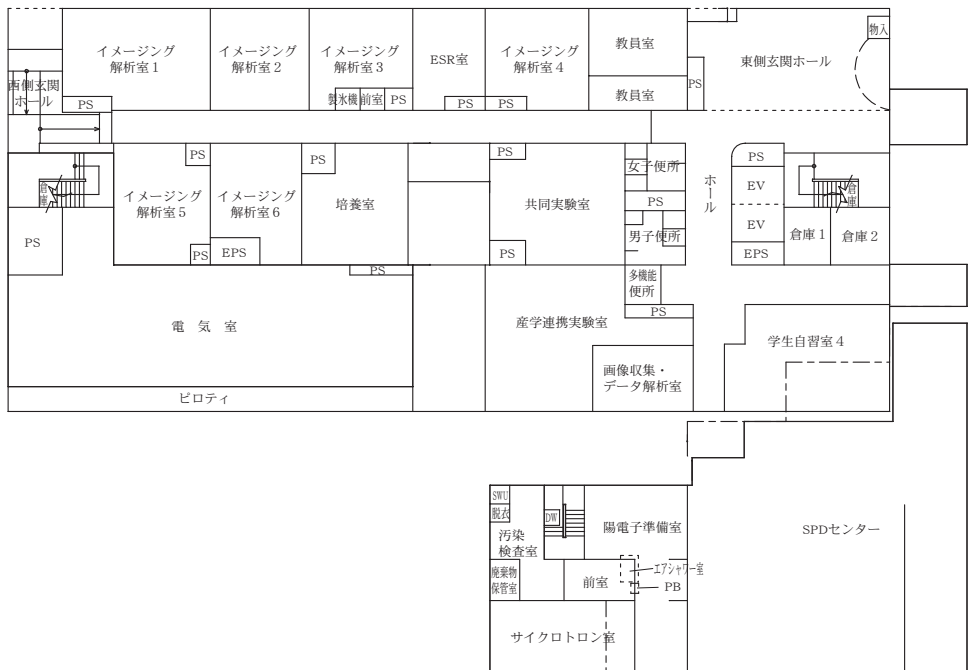 イメージング
解析室1
イメージング
解析室2
イメージング
解析室3
ESR室
イメージング
解析室4
教員室
教員室
東側玄関ホール
物入
西側玄関
ホール
PS
製氷機
前室
PS
PS
PS
PS
倉庫
PS
PS
イメージング
解析室5
PS
イメージング
解析室6
EPS
PS
培養室
PS
PS
共同実験室
PS
女子便所
PS
男子便所
ホール
PS
EV
EV
EPS
倉庫
倉庫1
倉庫2
電気室
ピロティ
産学連携実験室
多機能
便所
PS
画像収集・
データ解析室
学生自習室4
SWU
脱衣
汚染
検査室
DW
陽電子準備室
廃棄物
保管室
前室
エアシャワー室
PB
サイクロトロン室
SPDセンター